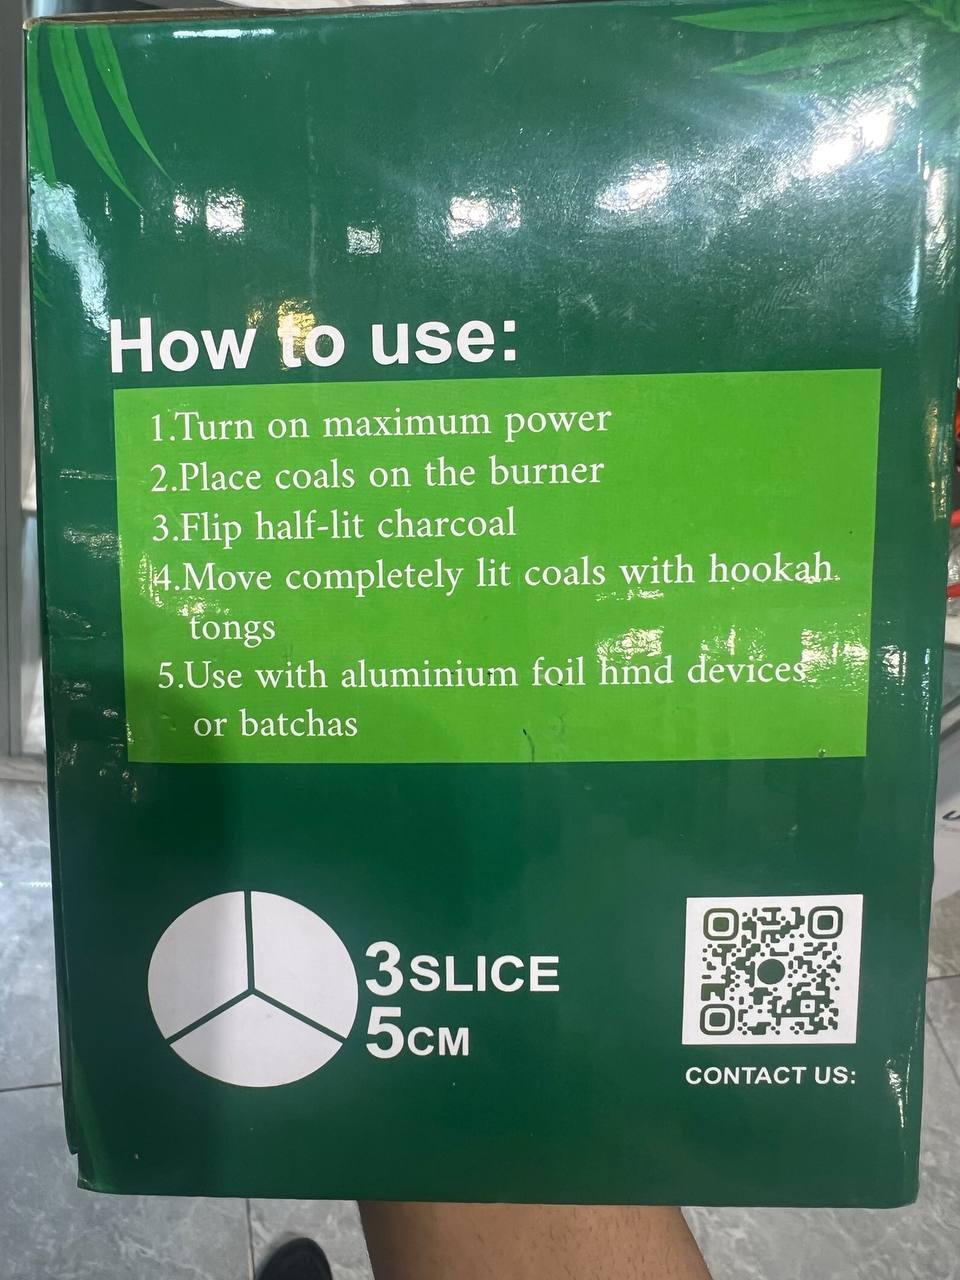 How to use:
1.Turn on maximum power
2.Place coals on the burner
3.Flip half-lit charcoal
4.Move completely lit coals with hookah
tongs
5.Use with aluminium foil hmd devices
or batchas
3SLICE
5CM
CONTACT US: